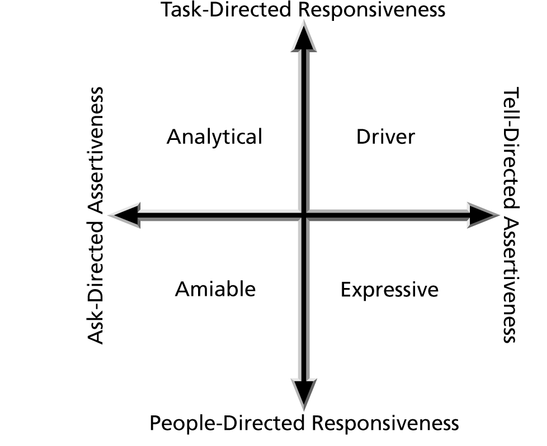 Task-Directed Responsiveness
Ask-Directed Assertiveness
Tell-Directed Assertiveness
Analytical
Driver
Amiable
Expressive
People-Directed Responsiveness